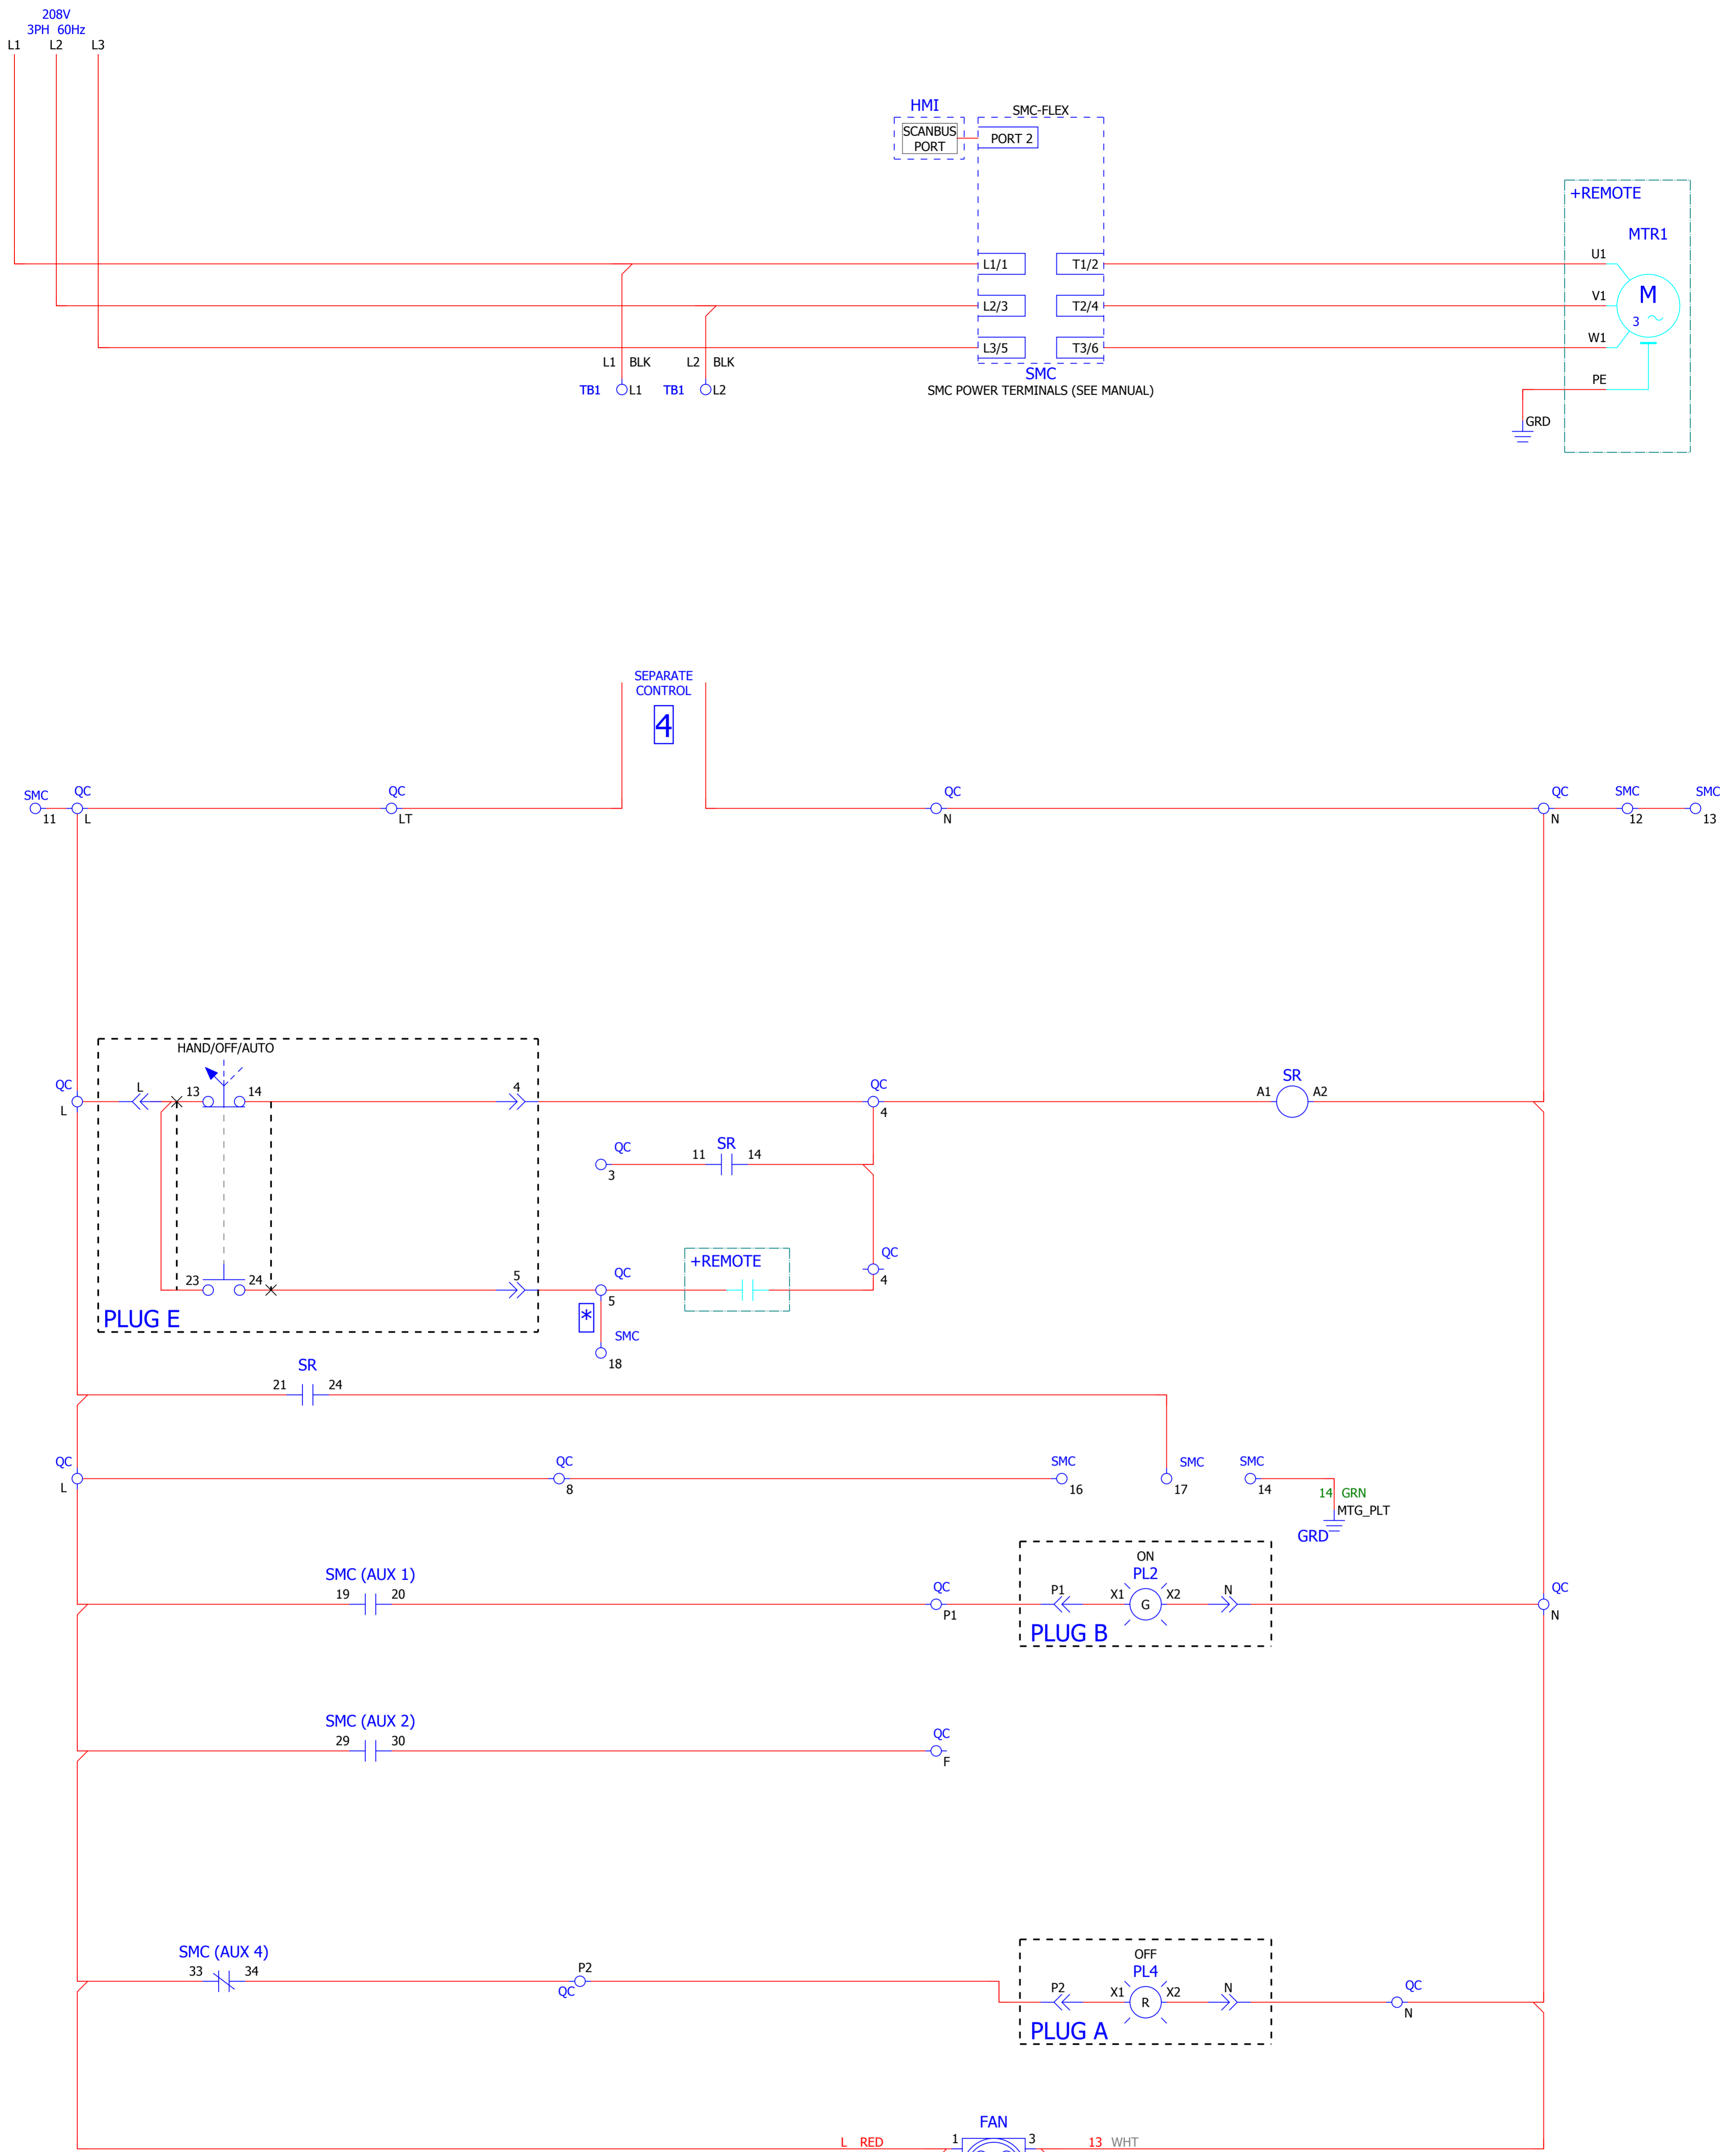 208V
3PH 60Hz
L1 L2 L3
HMI
SMC-FLEX
SCANBUS
PORT
PORT 2
+REMOTE
MTR1
U1
L1/1 T1/2
M
3
V1
L2/3 T2/4
W1
L3/5 T3/6
L1 BLK L2 BLK
SMC
PE
TB1 L1 TB1 L2
SMC POWER TERMINALS (SEE MANUAL)
GRD
SEPARATE
CONTROL
4
SMC QC QC QC QC SMC SMC
11 L LT N N 12 13
HAND/OFF/AUTO
QC L 13 14 4 QC SR
A1 A2
L 4
QC SR
11 14
3
+REMOTE
QC
4
23 24 5 QC
5
PLUG E
*
SMC
18
SR
21 24
QC QC SMC SMC SMC
L 8 16 17 14
14 GRN
MTG_PLT
GRD
ON
SMC (AUX 1)
PL2
19 20 QC P1 X1 G X2 N QC
P1 N
PLUG B
SMC (AUX 2)
29 30 QC
F
SMC (AUX 4)
33 34 P2
QC
OFF
PL4
P2 X1 R X2 N QC
N
PLUG A
FAN
L RED 1 3 13 WHT